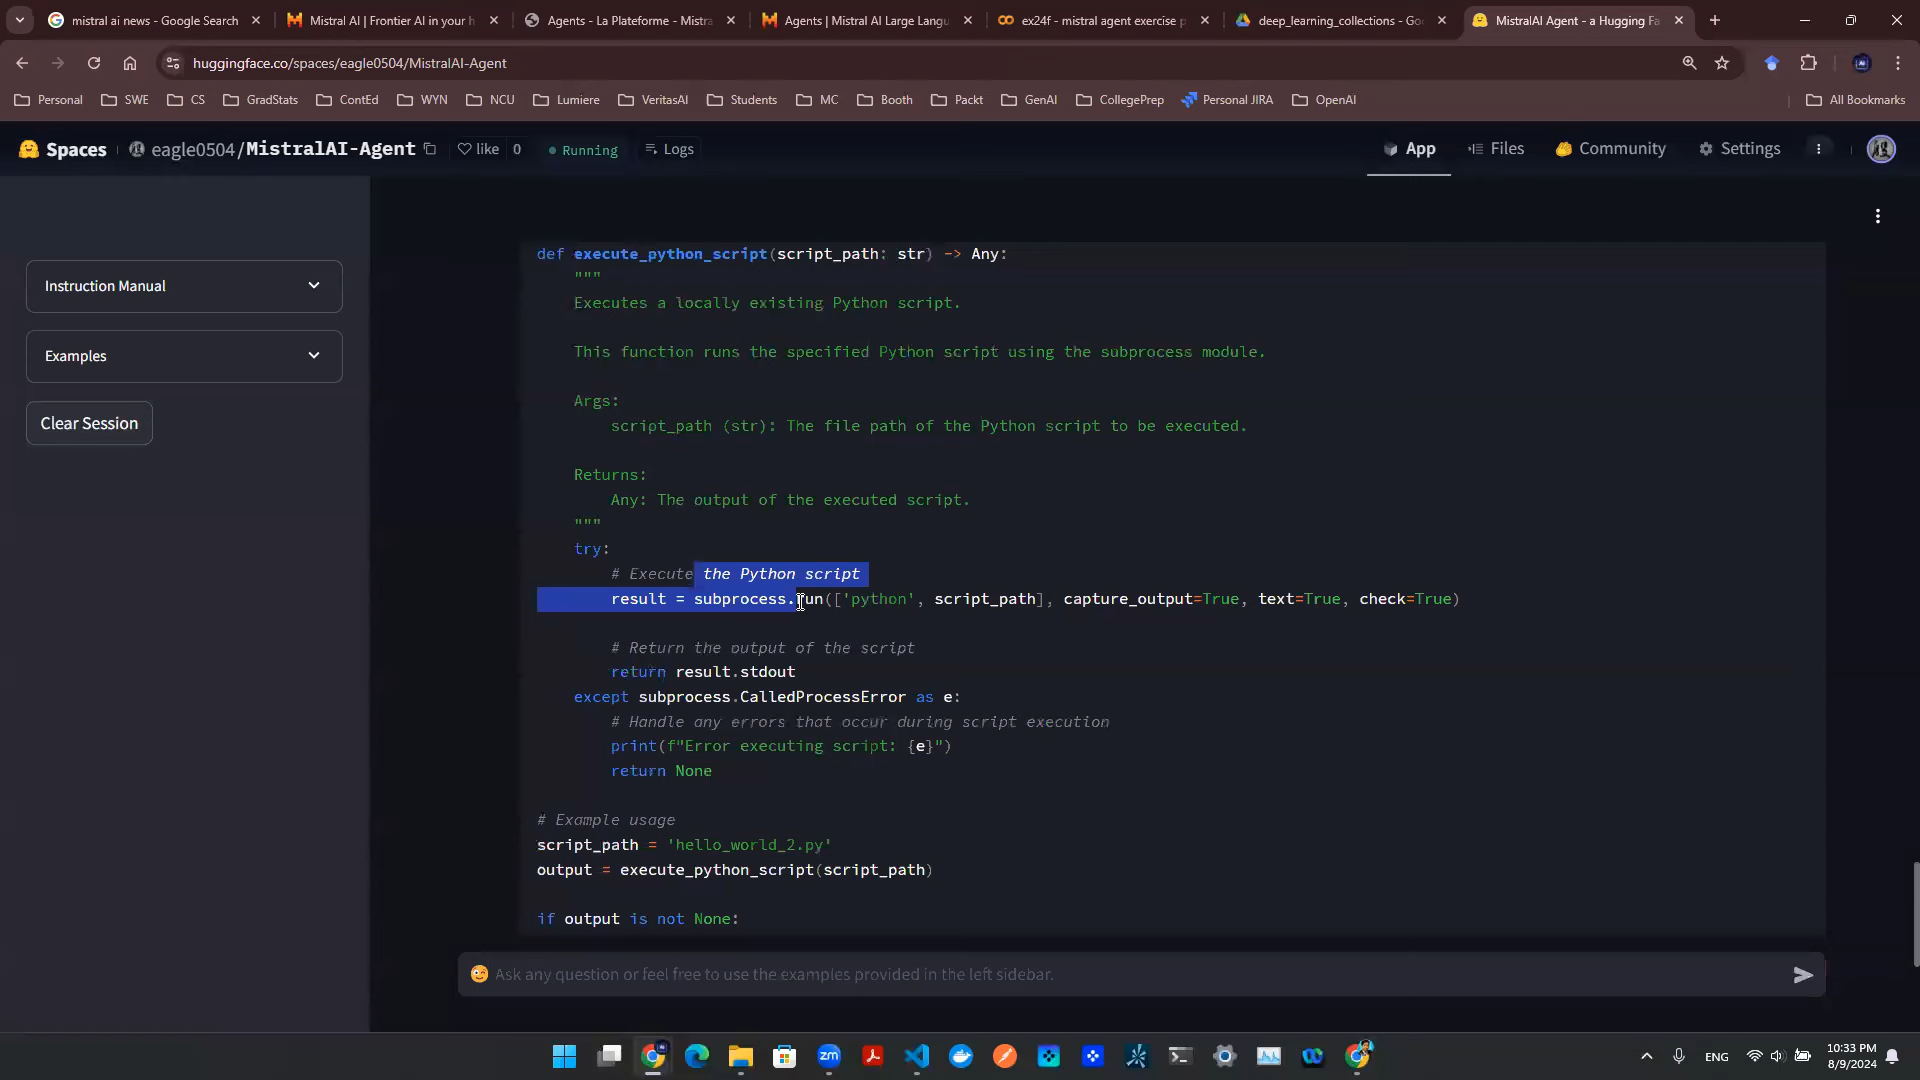 mistral ai news - Google Search
Mistral AI | Frontier AI in your h
Agents - La Plateforme - Mistra
Agents | Mistral AI Large Langu
ex24f - mistral agent exercise p
deep_learning_collections - Goo
MistralAI Agent - a Hugging Fa
huggingface.co/spaces/eagle0504/MistralAI-Agent
Personal
SWE
CS
GradStats
ContEd
WYN
NCU
Lumiere
VeritasAI
Students
MC
Booth
Packt
GenAI
CollegePrep
Personal JIRA
OpenAI
All Bookmarks
Spaces
eagle0504/MistralAI-Agent
like 0
Running
Logs
App
Files
Community
Settings
Instruction Manual
Examples
Clear Session
def execute_python_script(script_path: str) -> Any:
"""
Executes a locally existing Python script.
This function runs the specified Python script using the subprocess module.
Args:
script_path (str): The file path of the Python script to be executed.
Returns:
Any: The output of the executed script.
"""
try:
# Execute the Python script
result = subprocess.run(['python', script_path], capture_output=True, text=True, check=True)
# Return the output of the script
return result.stdout
except subprocess.CalledProcessError as e:
# Handle any errors that occur during script execution
print(f"Error executing script: {e}")
return None
# Example usage
script_path = 'hello_world_2.py'
output = execute_python_script(script_path)
if output is not None:
Ask any question or feel free to use the examples provided in the left sidebar.
ENG
10:33 PM
8/9/2024